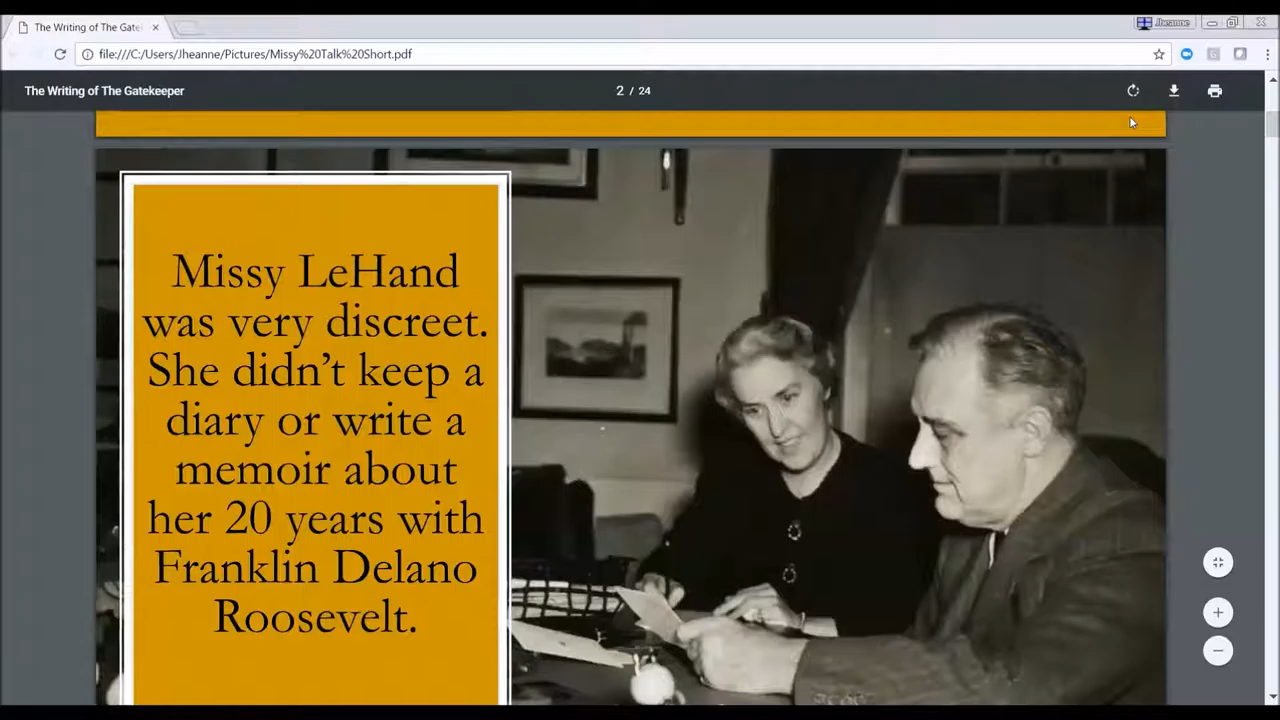 The Writing of The Gate
Jheanne
file:///C:/Users/Jheanne/Pictures/Missy%20Talk%20Short.pdf
The Writing of The Gatekeeper
2 / 24
Missy LeHand
was very discreet.
She didn't keep a
diary or write a
memoir about
her 20 years with
Franklin Delano
Roosevelt.